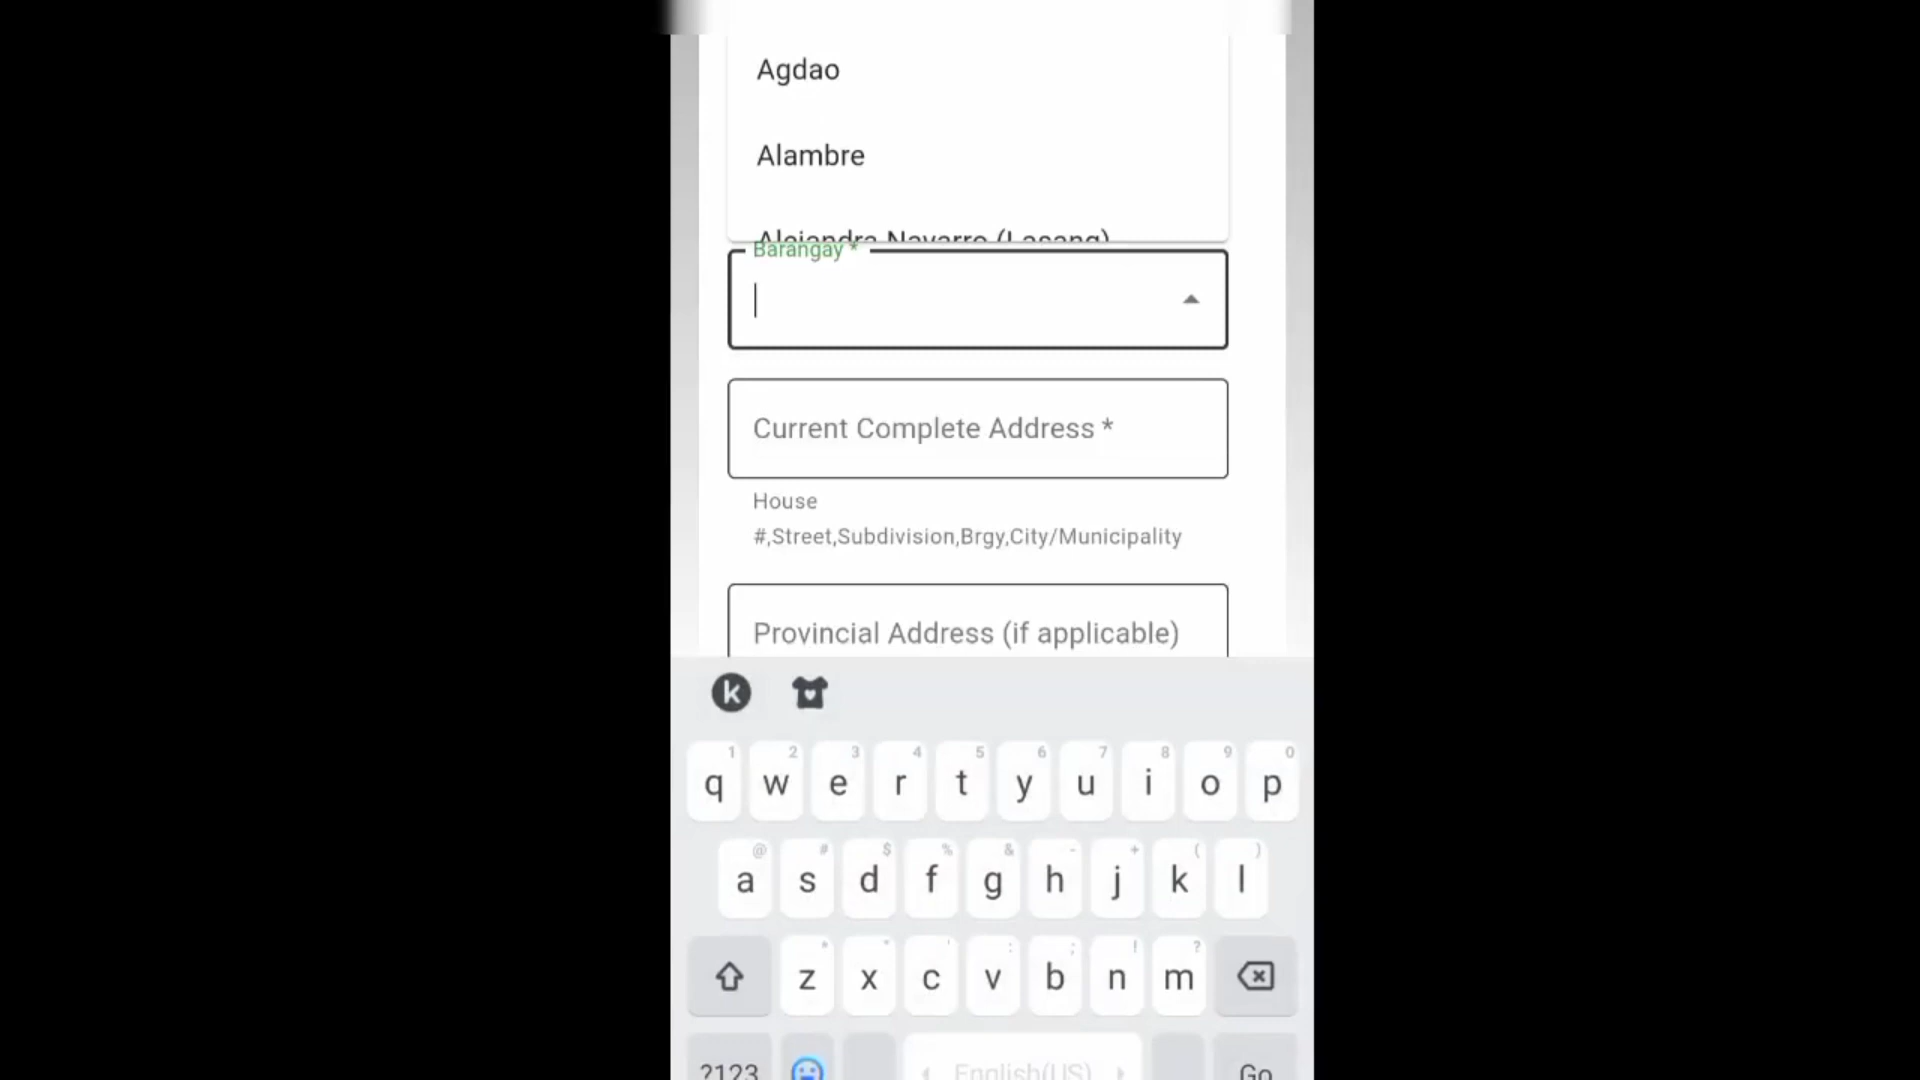 Agdao
Alambre
Alejandra Navarro (Lasang)
Barangay *
Current Complete Address *
House
#,Street,Subdivision,Brgy,City/Municipality
Provincial Address (if applicable)
k
1 2 3 4 5 6 7 8 9 0
q w e r t y u i o p
@ # $ % & - + ( )
a s d f g h j k l
* " ' : ; ! ?
z x c v b n m
?123 English(US) Go